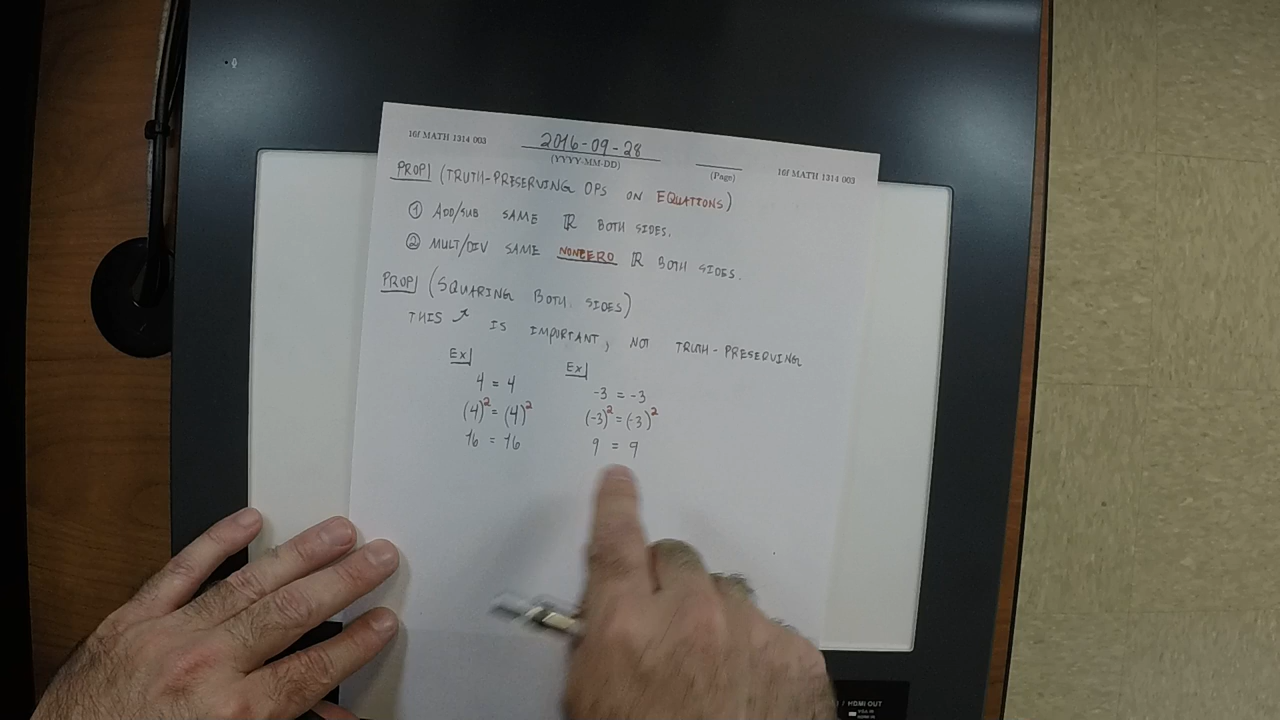 16f MATH 1314 003
2016-09-28
(YYYY-MM-DD)
(Page)
16f MATH 1314 003
PROP (TRUTH-PRESERVING OPS ON EQUATIONS)
① ADD/SUB SAME ℝ BOTH SIDES.
② MULT/DIV SAME NONZERO ℝ BOTH SIDES.
PROP (SQUARING BOTH SIDES)
THIS ↗ IS IMPORTANT, NOT TRUTH-PRESERVING
Ex
4 = 4
(4)² = (4)²
16 = 16
Ex
-3 = -3
(-3)² = (-3)²
9 = 9
HDMI OUT